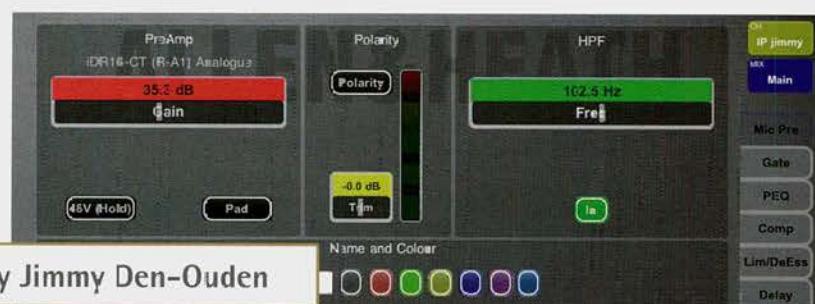 PreAmp
iDR16-CT (R-A1) Analogue
35.3 dB
Gain
48V (Hold)
Pad
Polarity
Polarity
-0.0 dB
Trim
HPF
102.5 Hz
Freq
In
Name and Colour
y Jimmy Den-Ouden
CH
IP jimmy
MIX
Main
Mic Pre
Gate
PEQ
Comp
Lim/DeEss
Delay